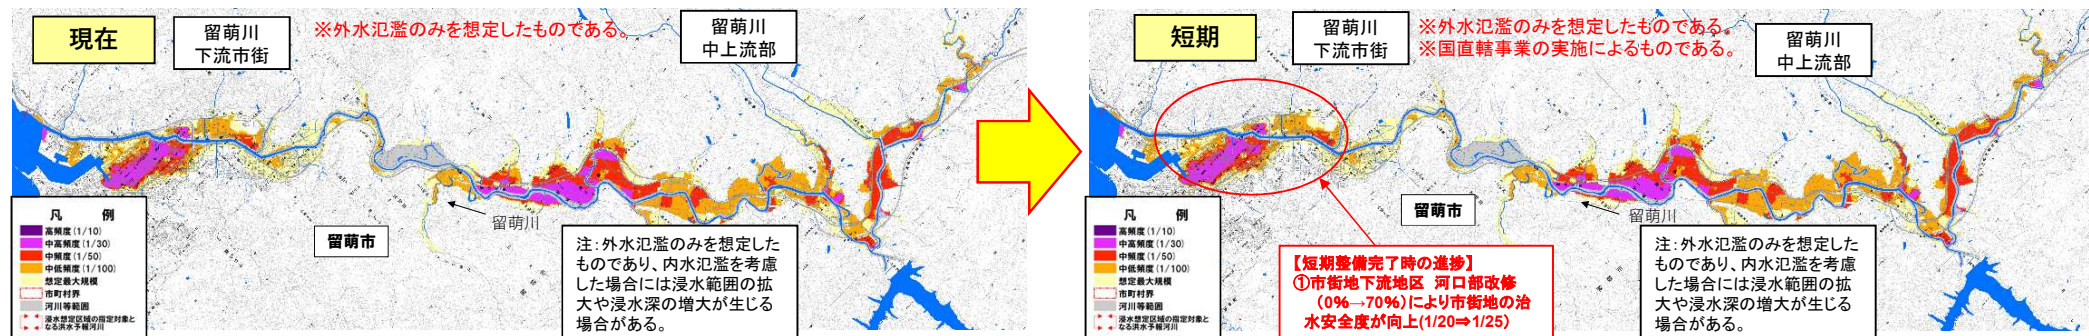 現在
留萌川
下流市街
※外水氾濫のみを想定したものである。
留萌川
中上流部
凡 例
高頻度(1/10)
中高頻度(1/30)
中頻度(1/50)
中低頻度(1/100)
想定最大規模
市町村界
河川等範囲
浸水想定区域の指定対象と
なる洪水予報河川
留萌市
留萌川
注:外水氾濫のみを想定した
ものであり、内水氾濫を考慮
した場合には浸水範囲の拡
大や浸水深の増大が生じる
場合がある。
短期
留萌川
下流市街
※外水氾濫のみを想定したものである。
※国直轄事業の実施によるものである。
留萌川
中上流部
凡 例
高頻度(1/10)
中高頻度(1/30)
中頻度(1/50)
中低頻度(1/100)
想定最大規模
市町村界
河川等範囲
浸水想定区域の指定対象と
なる洪水予報河川
留萌市
留萌川
【短期整備完了時の進捗】
①市街地下流地区 河口部改修
(0%→70%)により市街地の治
水安全度が向上(1/20⇒1/25)
注:外水氾濫のみを想定した
ものであり、内水氾濫を考慮
した場合には浸水範囲の拡
大や浸水深の増大が生じる
場合がある。